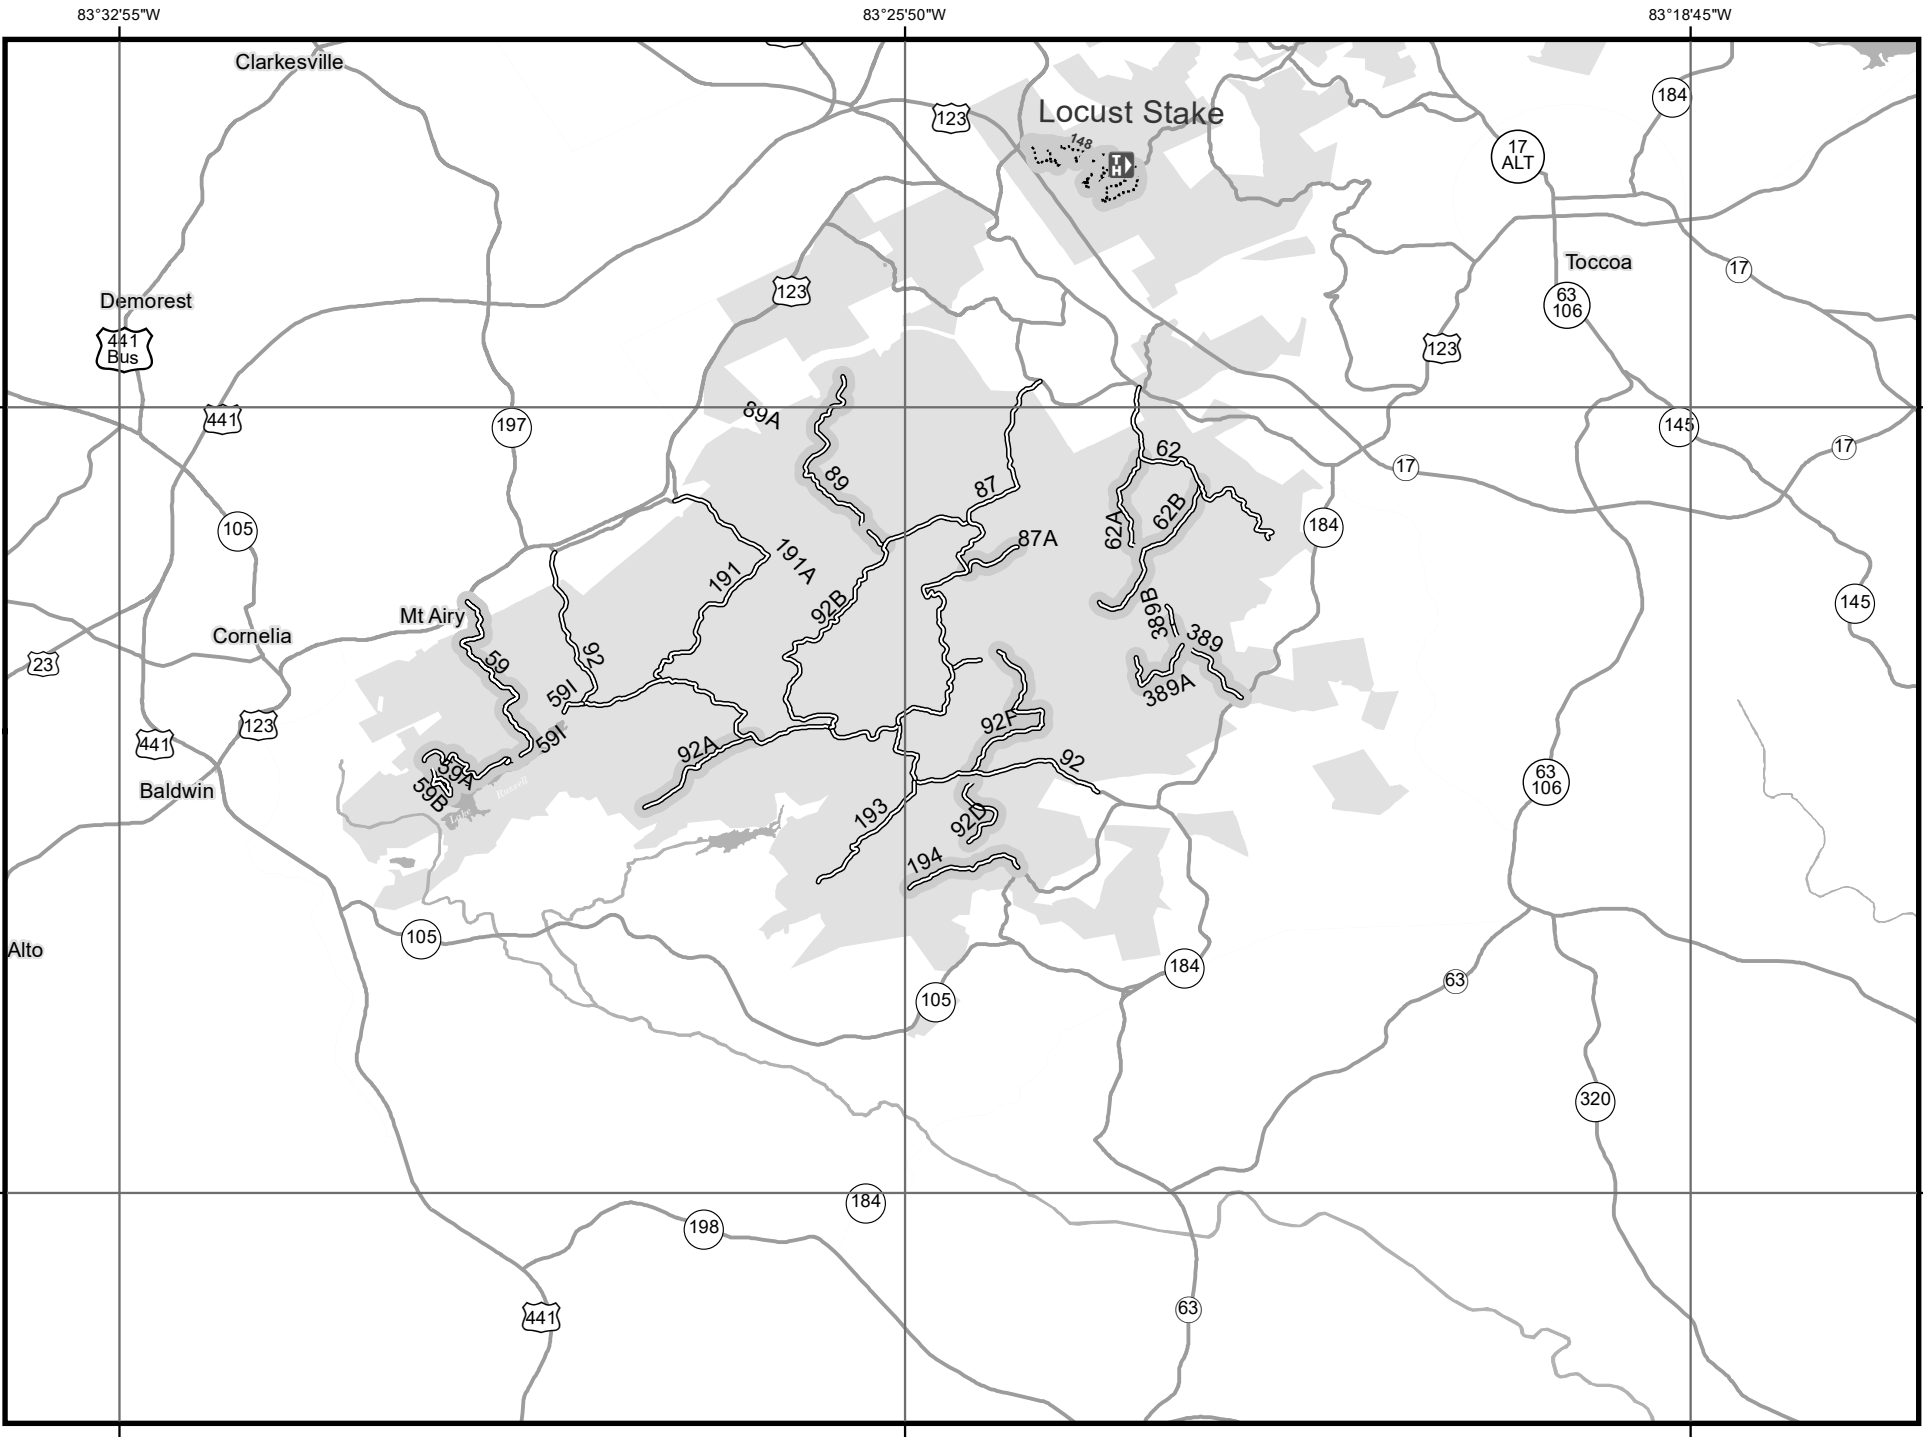 83°32'55"W
83°25'50"W
83°18'45"W
Clarkesville
184
Locust Stake
123
148
T
H
17
ALT
Toccoa
17
123
Demorest
63
106
441
Bus
123
89A
441
197
145
17
62
17
89
87
62B
105
62A
184
87A
191A
191
92B
145
389B
Mt Airy
Cornelia
389
23
59
92
59I
389A
92F
123
59I
441
92A
92
59A
63
106
Baldwin
59B
Lake
Russell
193
92D
194
105
Alto
184
63
105
320
184
198
63
441